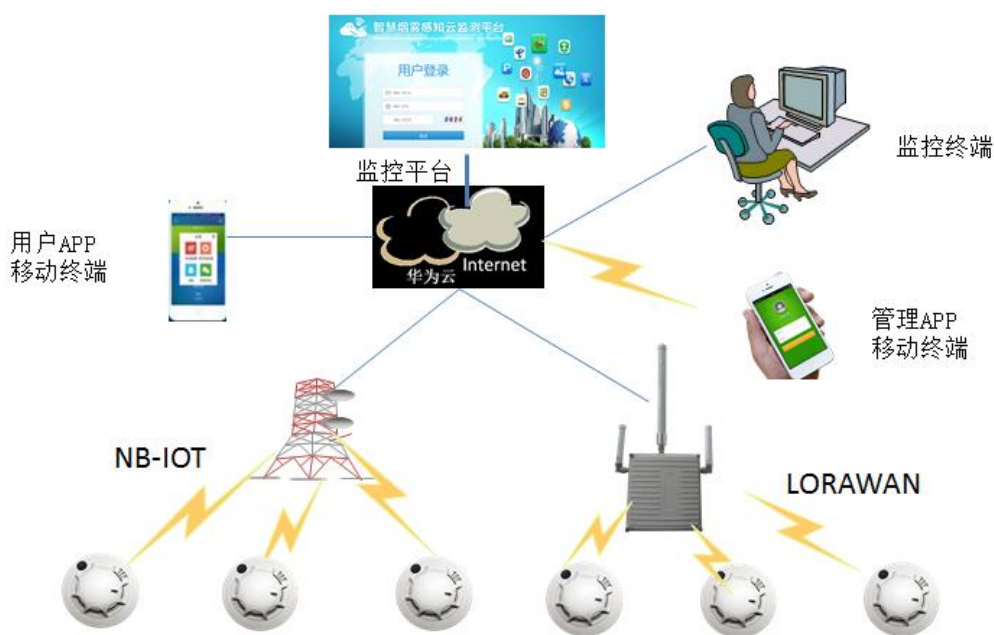 智慧烟雾感知云监测平台
用户登录
2624
监控平台
监控终端
用户APP
移动终端
华为云
Internet
管理APP
移动终端
NB-IOT
LORAWAN